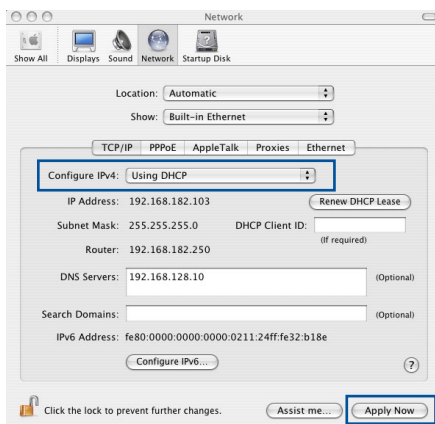 Network
Show All Displays Sound Network Startup Disk
Location: Automatic
Show: Built-in Ethernet
TCP/IP PPPoE AppleTalk Proxies Ethernet
Configure IPv4: Using DHCP
IP Address: 192.168.182.103 Renew DHCP Lease
Subnet Mask: 255.255.255.0 DHCP Client ID:
(If required)
Router: 192.168.182.250
DNS Servers: 192.168.128.10 (Optional)
Search Domains: (Optional)
IPv6 Address: fe80:0000:0000:0000:0211:24ff:fe32:b18e
Configure IPv6... ?
Click the lock to prevent further changes. Assist me... Apply Now